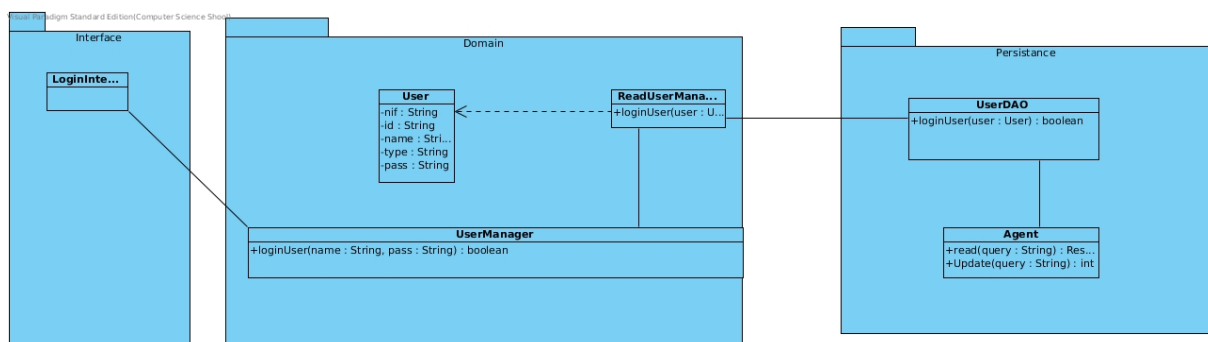 Visual Paradigm Standard Edition(Computer Science Shool)
Interface
LoginInte...
Domain
User
-nif : String
-id : String
-name : Stri...
-type : String
-pass : String
ReadUserMana...
+loginUser(user : U...
UserManager
+loginUser(name : String, pass : String) : boolean
Persistance
UserDAO
+loginUser(user : User) : boolean
Agent
+read(query : String) : Res...
+Update(query : String) : int